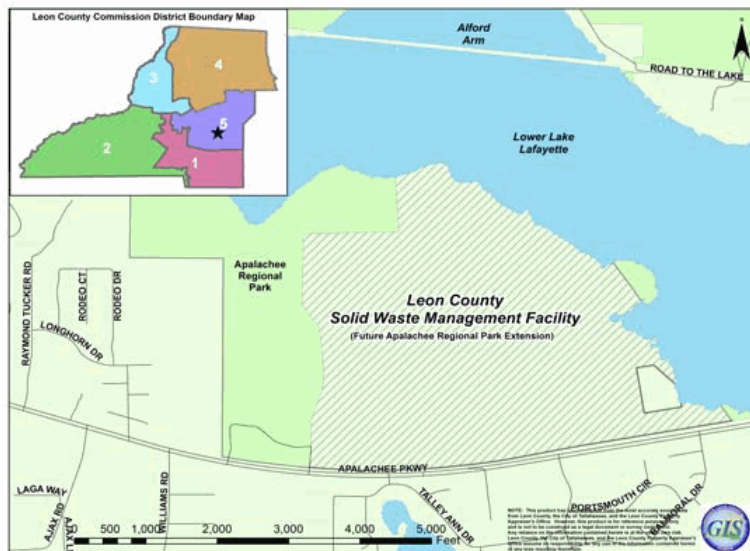 Leon County Commission District Boundary Map
3
4
5
2
1
Alford
Arm
N
ROAD TO THE LAKE
Lower Lake
Lafayette
Apalachee
Regional
Park
RAYMOND TUCKER RD
RODEO CT
RODEO DR
LONGHORN DR
Leon County
Solid Waste Management Facility
(Future Apalachee Regional Park Extension)
APALACHEE PKWY
LAGA WAY
AJAX RD
WILLIAMS RD
TALLEY ANN DR
PORTSMOUTH CIR
BALMORAL DR
0 500 1,000 2,000 3,000 4,000 5,000
Feet
GIS